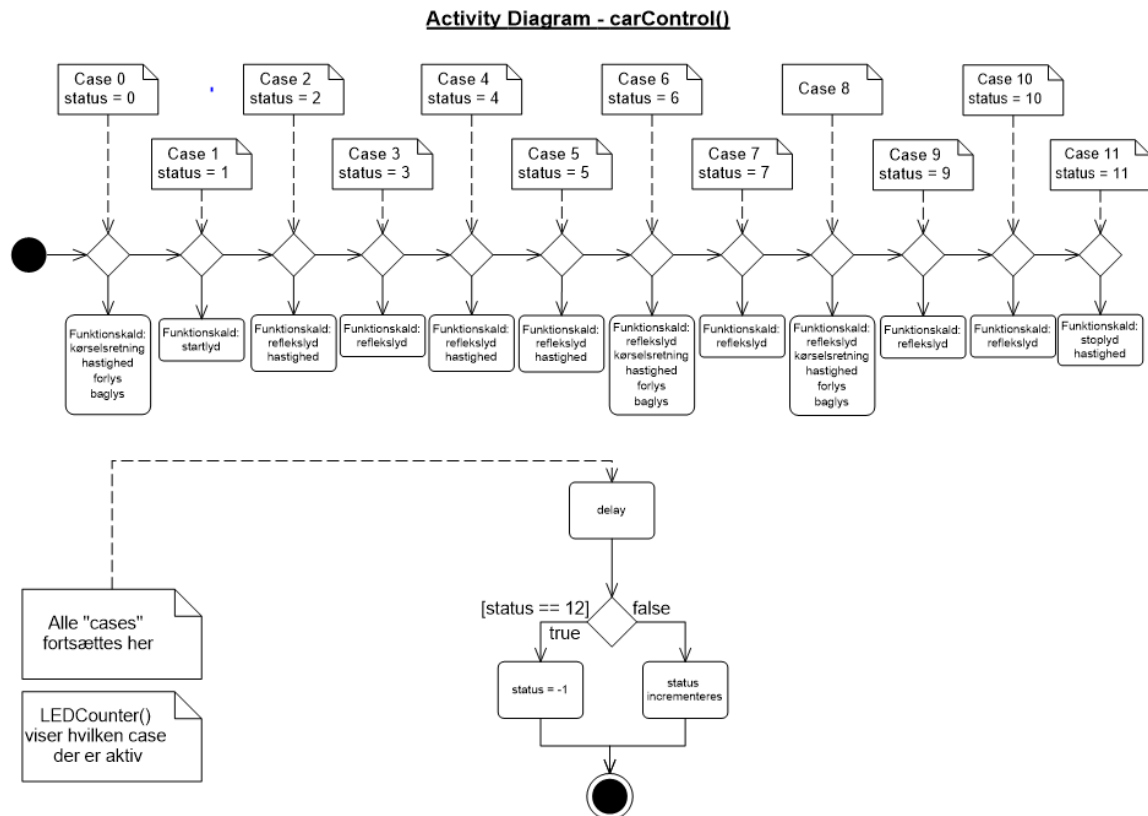 Activity Diagram - carControl()
Case 0
status = 0
Case 2
status = 2
Case 4
status = 4
Case 6
status = 6
Case 8
Case 10
status = 10
Case 1
status = 1
Case 3
status = 3
Case 5
status = 5
Case 7
status = 7
Case 9
status = 9
Case 11
status = 11
Funktionskald:
kørselsretning
hastighed
forlys
baglys
Funktionskald:
startlyd
Funktionskald:
reflekslyd
hastighed
Funktionskald:
reflekslyd
Funktionskald:
reflekslyd
hastighed
Funktionskald:
reflekslyd
hastighed
Funktionskald:
reflekslyd
kørselsretning
hastighed
forlys
baglys
Funktionskald:
reflekslyd
Funktionskald:
reflekslyd
kørselsretning
hastighed
forlys
baglys
Funktionskald:
reflekslyd
Funktionskald:
reflekslyd
Funktionskald:
stoplyd
hastighed
delay
[status == 12]
true
false
status = -1
status
incrementeres
Alle "cases"
fortsættes her
LEDCounter()
viser hvilken case
der er aktiv